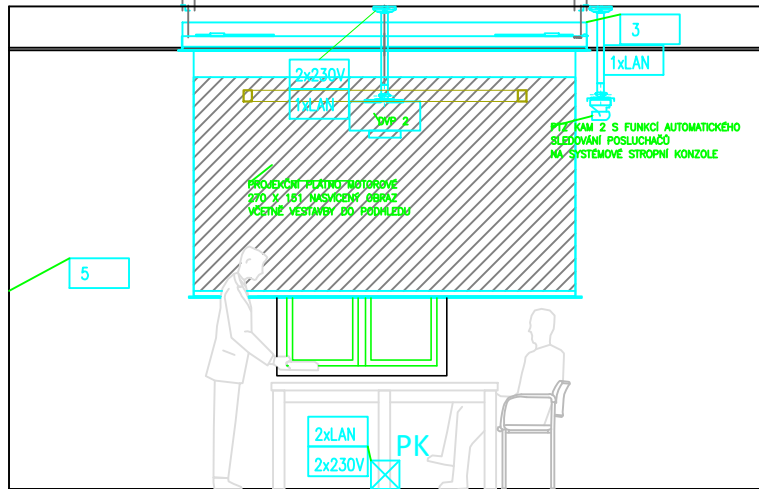 3
2x230V
1xLAN
1xLAN
DVP 2
PTZ KAM 2 S FUNKCÍ AUTOMATICKÉHO
SLEDOVÁNÍ POSLUCHAČŮ
NA SYSTÉMOVÉ STROPNÍ KONZOLE
PROJEKČNÍ PLÁTNO MOTOROVÉ
270 X 151 NASVÍCENÝ OBRAZ
VČETNĚ VESTAVBY DO PODHLEDU
5
2xLAN
2x230V
PK